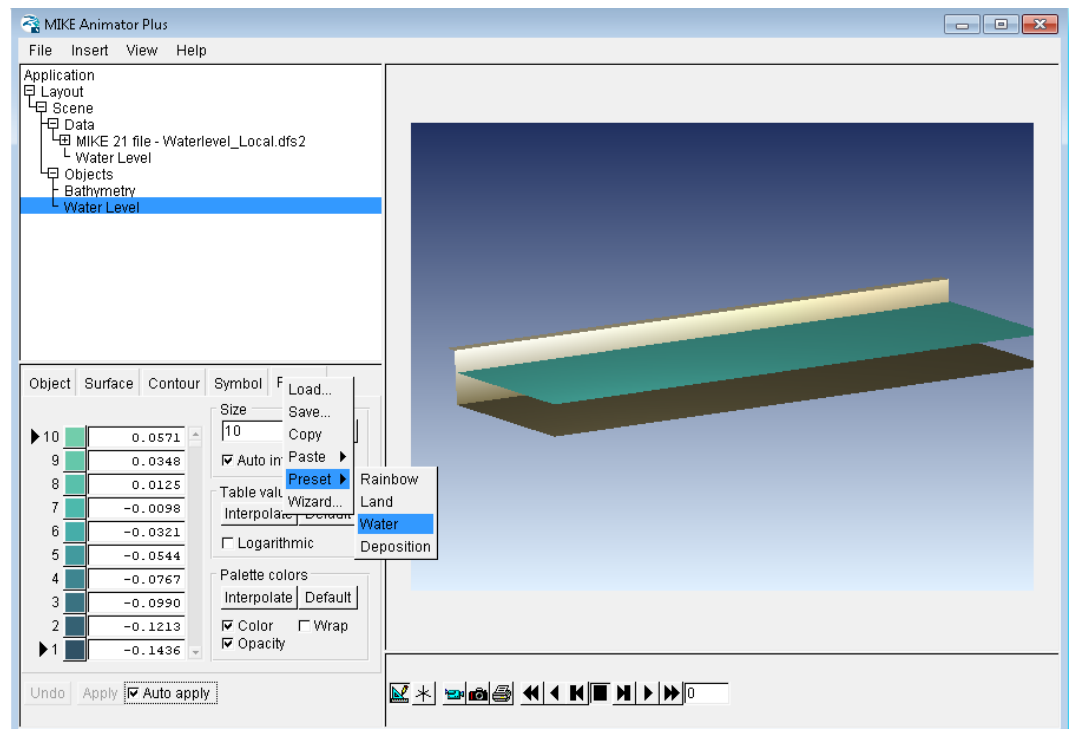 MIKE Animator Plus
File Insert View Help
Application
Layout
Scene
Data
MIKE 21 file - Waterlevel_Local.dfs2
Water Level
Objects
Bathymetry
Water Level
Object Surface Contour Symbol
Load...
Save...
Copy
Paste
Preset
Wizard...
Rainbow
Land
Water
Deposition
Size
10
Auto in
Table valu
Interpolate Default
Logarithmic
Palette colors
Interpolate Default
Color Wrap
Opacity
10 0.0571
9 0.0348
8 0.0125
7 -0.0098
6 -0.0321
5 -0.0544
4 -0.0767
3 -0.0990
2 -0.1213
1 -0.1436
Undo Apply Auto apply
0